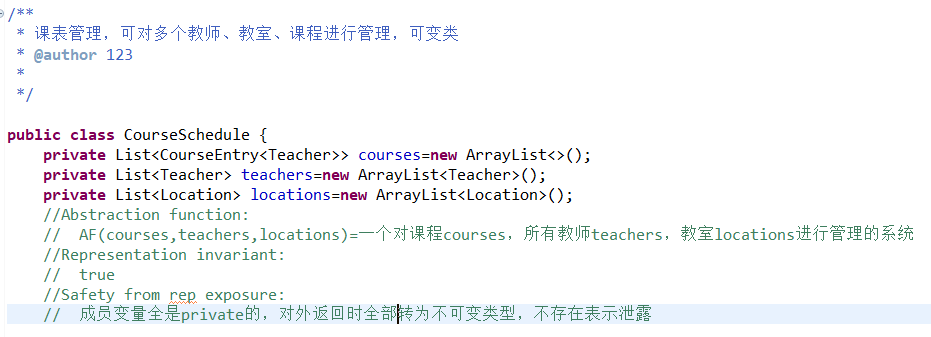 /**
 * 课表管理，可对多个教师、教室、课程进行管理，可变类
 * @author 123
 *
 */
public class CourseSchedule {
    private List<CourseEntry<Teacher>> courses=new ArrayList<>();
    private List<Teacher> teachers=new ArrayList<Teacher>();
    private List<Location> locations=new ArrayList<Location>();
    //Abstraction function:
    //  AF(courses,teachers,locations)=一个对课程courses，所有教师teachers，教室locations进行管理的系统
    //Representation invariant:
    //  true
    //Safety from rep exposure:
    //  成员变量全是private的，对外返回时全部转为不可变类型，不存在表示泄露